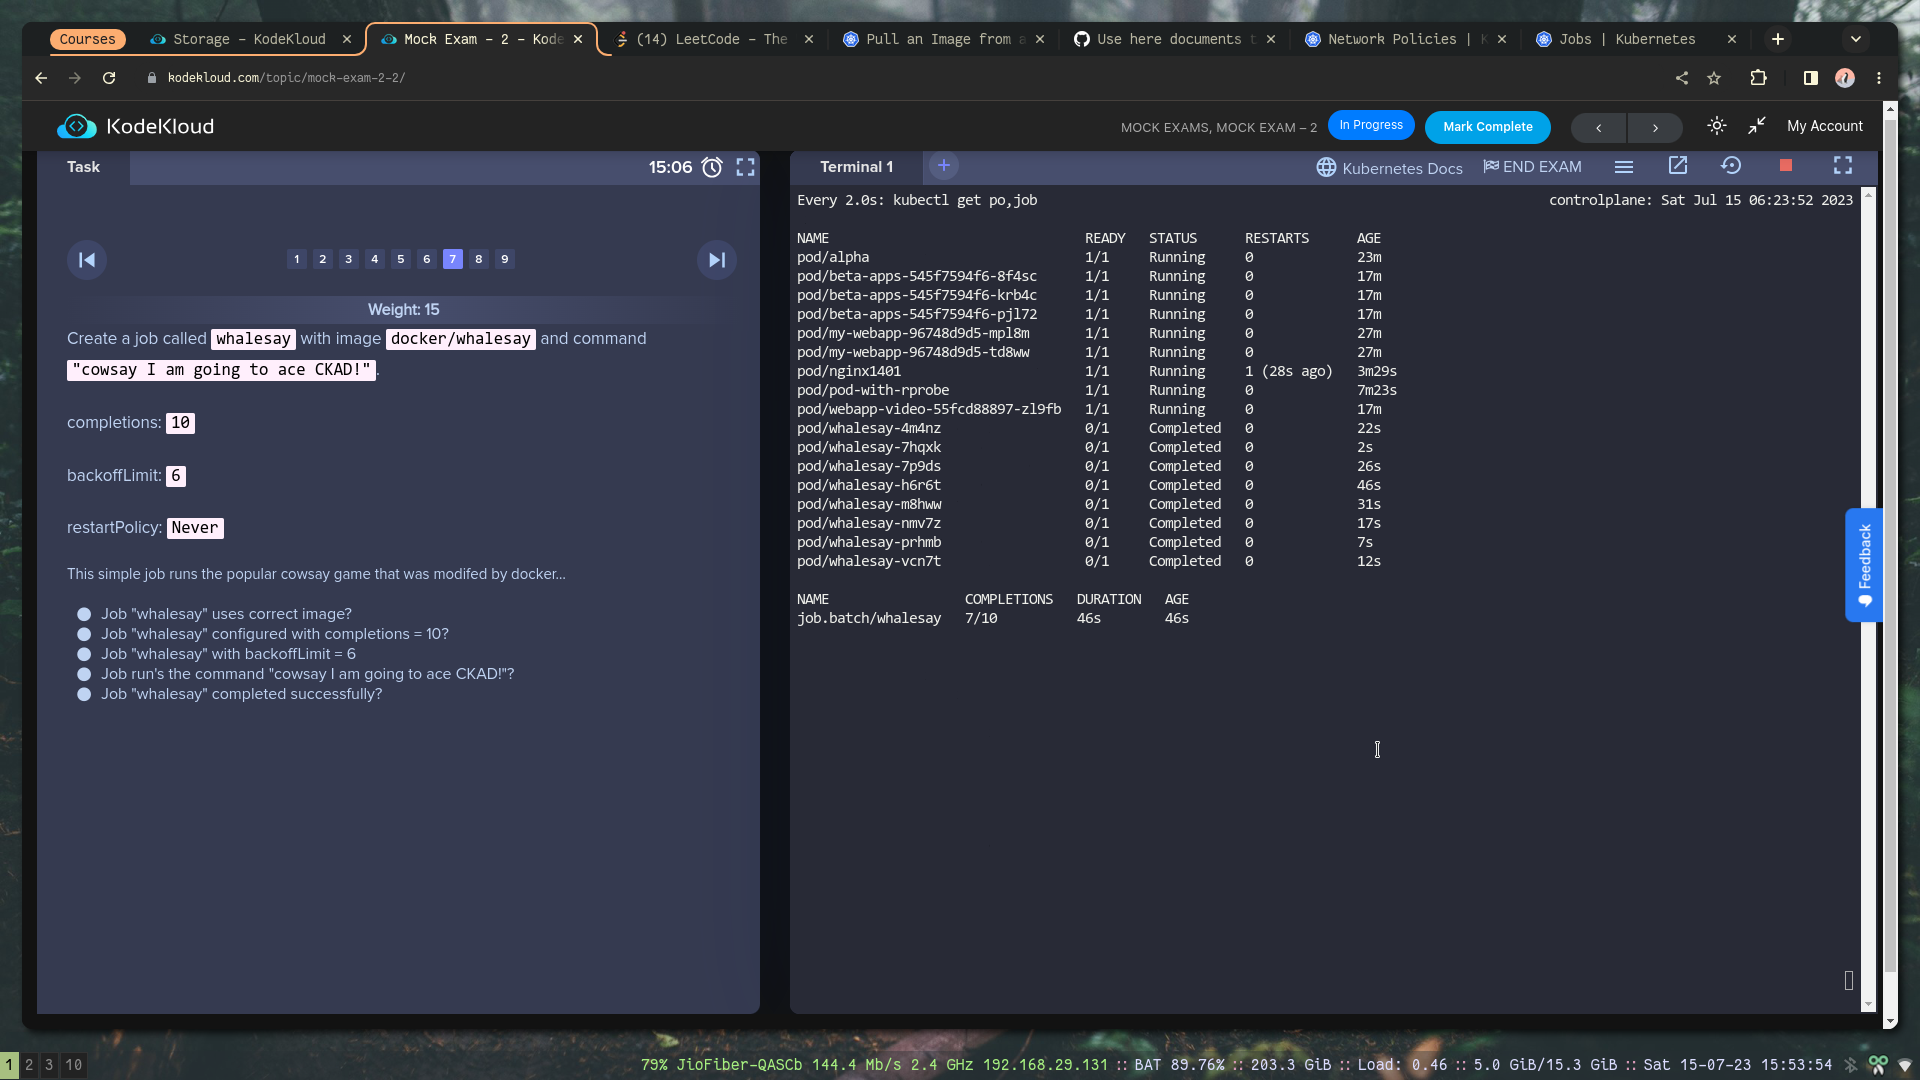 Courses
Storage – KodeKloud
Mock Exam – 2 – Kode
(14) LeetCode – The
Pull an Image from a
Use here documents t
Network Policies | K
Jobs | Kubernetes
kodekloud.com/topic/mock-exam-2-2/
KodeKloud
MOCK EXAMS, MOCK EXAM – 2
In Progress
Mark Complete
My Account
Task
15:06
1 2 3 4 5 6 7 8 9
Weight: 15
Create a job called whalesay with image docker/whalesay and command
"cowsay I am going to ace CKAD!".
completions: 10
backoffLimit: 6
restartPolicy: Never
This simple job runs the popular cowsay game that was modifed by docker…
Job "whalesay" uses correct image?
Job "whalesay" configured with completions = 10?
Job "whalesay" with backoffLimit = 6
Job run's the command "cowsay I am going to ace CKAD!"?
Job "whalesay" completed successfully?
Terminal 1
Kubernetes Docs
END EXAM
Every 2.0s: kubectl get po,job controlplane: Sat Jul 15 06:23:52 2023
NAME READY STATUS RESTARTS AGE
pod/alpha 1/1 Running 0 23m
pod/beta-apps-545f7594f6-8f4sc 1/1 Running 0 17m
pod/beta-apps-545f7594f6-krb4c 1/1 Running 0 17m
pod/beta-apps-545f7594f6-pjl72 1/1 Running 0 17m
pod/my-webapp-96748d9d5-mpl8m 1/1 Running 0 27m
pod/my-webapp-96748d9d5-td8ww 1/1 Running 0 27m
pod/nginx1401 1/1 Running 1 (28s ago) 3m29s
pod/pod-with-rprobe 1/1 Running 0 7m23s
pod/webapp-video-55fcd88897-zl9fb 1/1 Running 0 17m
pod/whalesay-4m4nz 0/1 Completed 0 22s
pod/whalesay-7hqxk 0/1 Completed 0 2s
pod/whalesay-7p9ds 0/1 Completed 0 26s
pod/whalesay-h6r6t 0/1 Completed 0 46s
pod/whalesay-m8hww 0/1 Completed 0 31s
pod/whalesay-nmv7z 0/1 Completed 0 17s
pod/whalesay-prhmb 0/1 Completed 0 7s
pod/whalesay-vcn7t 0/1 Completed 0 12s
NAME COMPLETIONS DURATION AGE
job.batch/whalesay 7/10 46s 46s
Feedback
1 2 3 10
79% JioFiber-QASCb 144.4 Mb/s 2.4 GHz 192.168.29.131 :: BAT 89.76% :: 203.3 GiB :: Load: 0.46 :: 5.0 GiB/15.3 GiB :: Sat 15-07-23 15:53:54